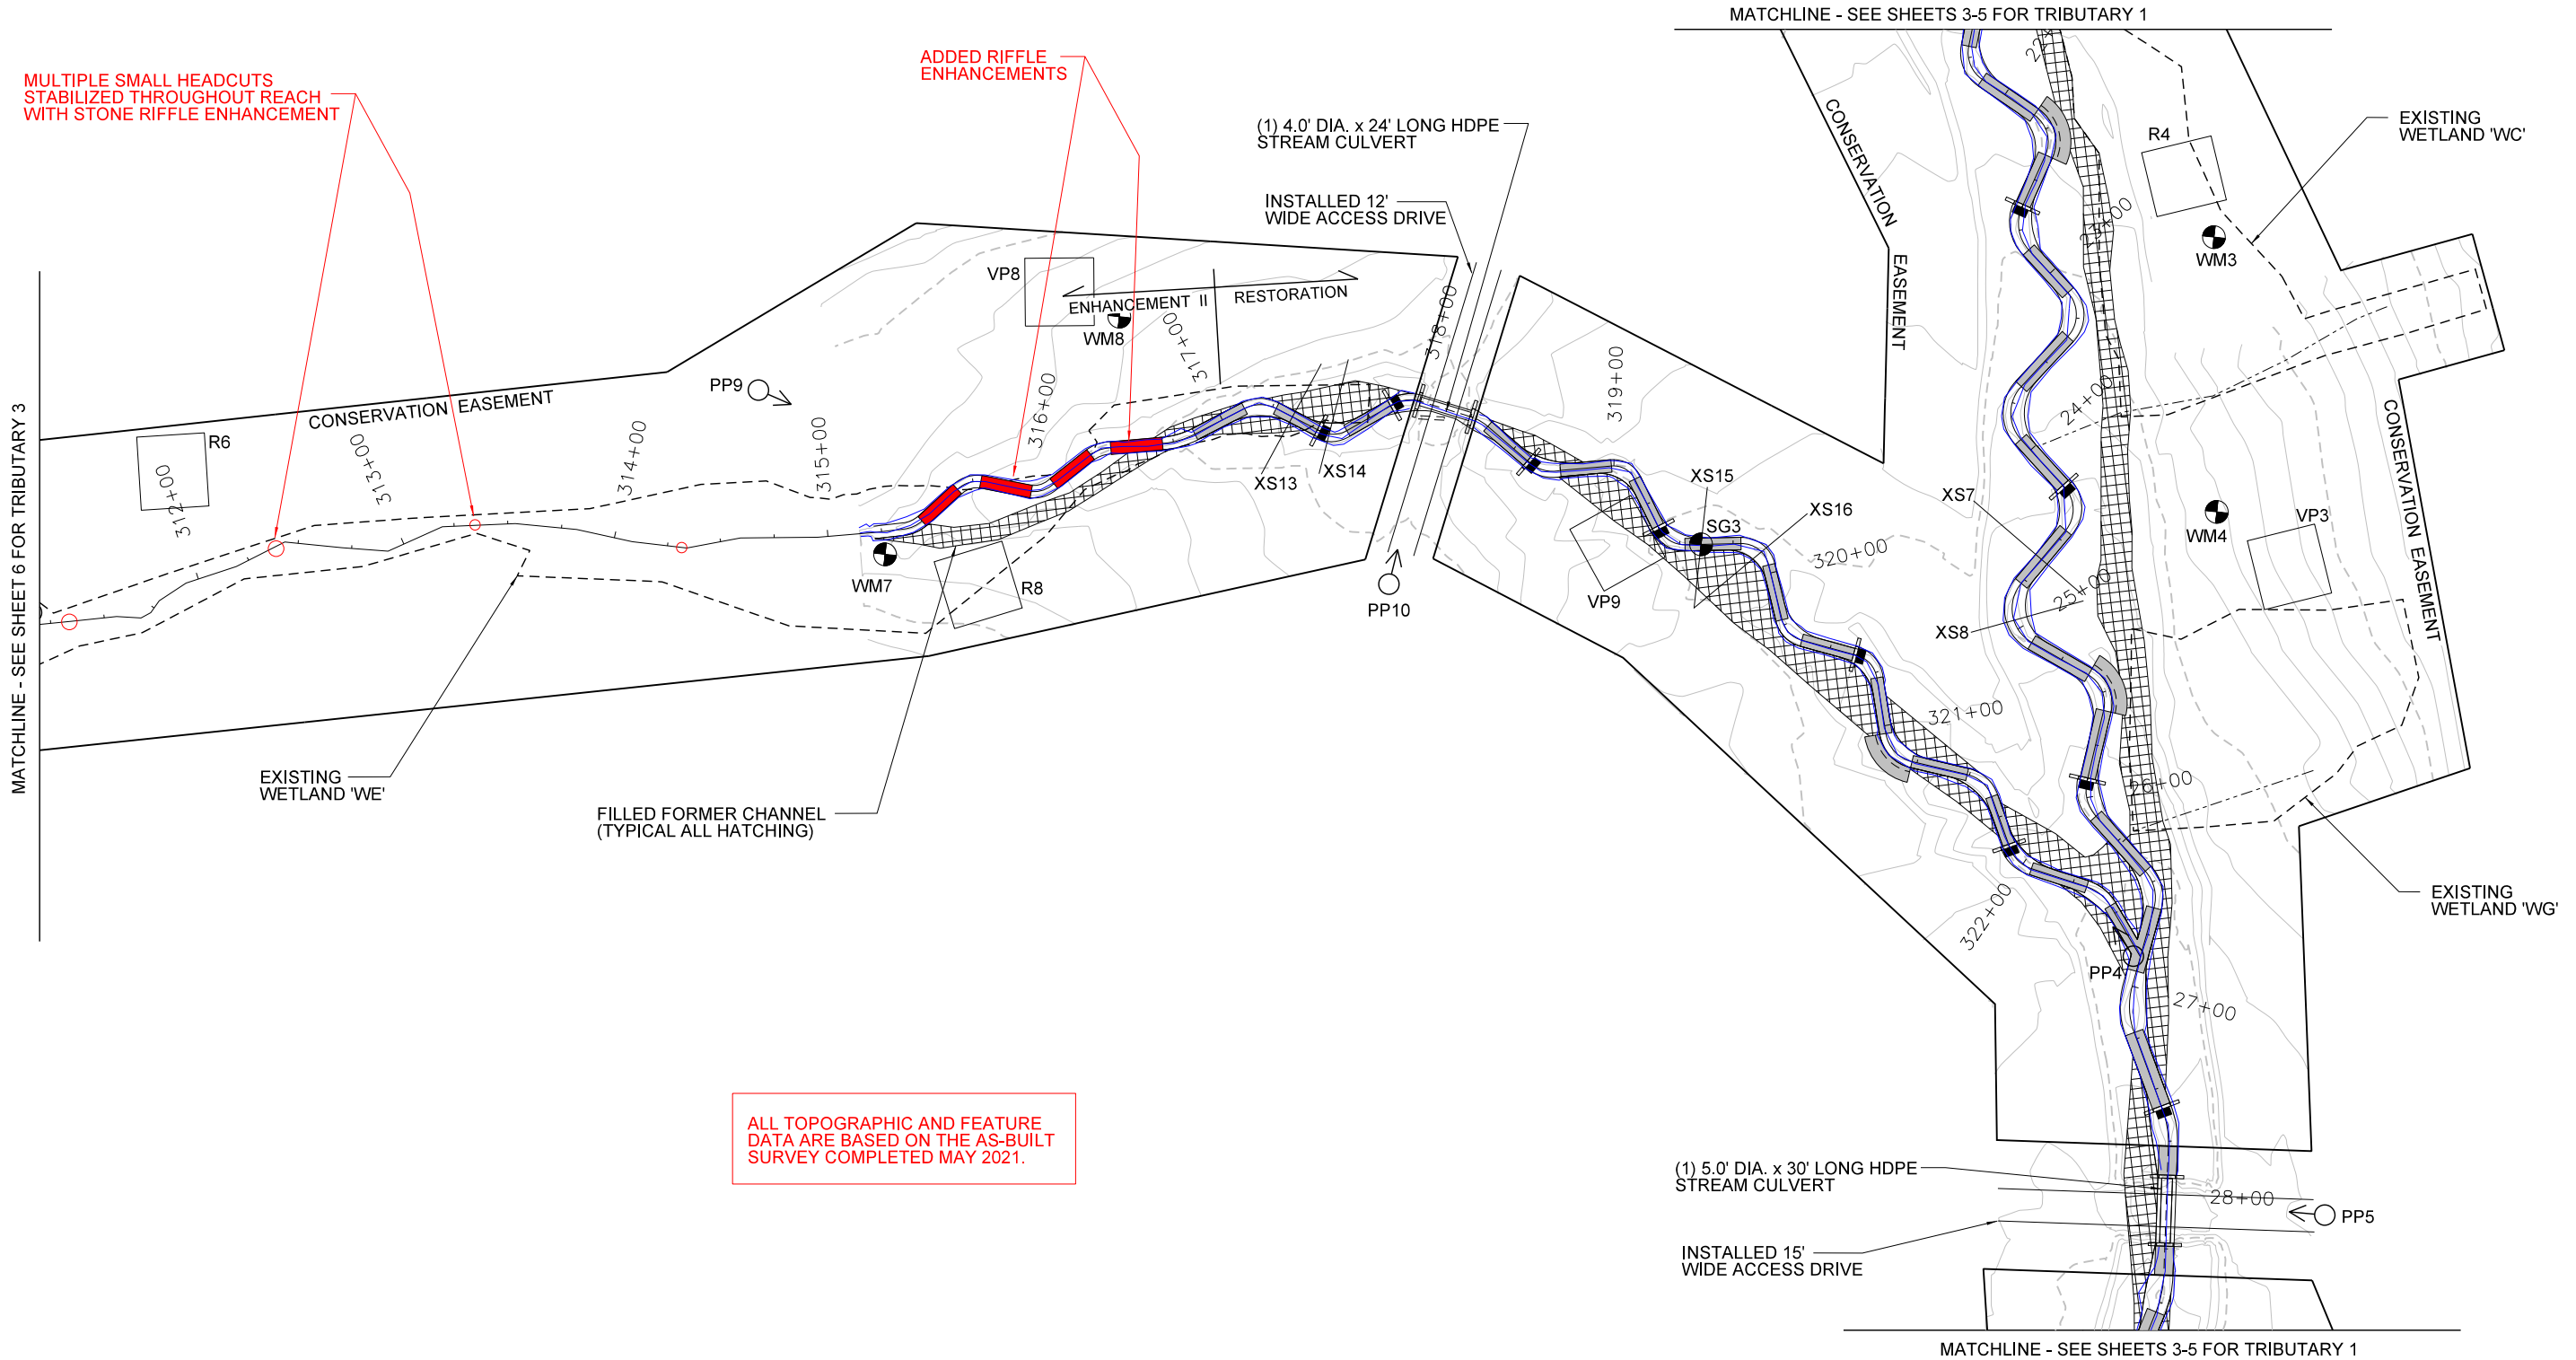 MATCHLINE - SEE SHEETS 3-5 FOR TRIBUTARY 1
MULTIPLE SMALL HEADCUTS
STABILIZED THROUGHOUT REACH
WITH STONE RIFFLE ENHANCEMENT
ADDED RIFFLE
ENHANCEMENTS
(1) 4.0' DIA. x 24' LONG HDPE
STREAM CULVERT
INSTALLED 12'
WIDE ACCESS DRIVE
CONSERVATION
EASEMENT
R4
EXISTING
WETLAND 'WC'
WM3
23+00
VP8
ENHANCEMENT II
RESTORATION
WM8
317+00
318+00
319+00
PP9
CONSERVATION EASEMENT
R6
312+00
313+00
314+00
315+00
316+00
XS13
XS14
24+00
XS7
WM4
VP3
CONSERVATION EASEMENT
XS15
SG3
XS16
320+00
25+00
XS8
WM7
R8
PP10
VP9
MATCHLINE - SEE SHEET 6 FOR TRIBUTARY 3
321+00
26+00
EXISTING
WETLAND 'WE'
FILLED FORMER CHANNEL
(TYPICAL ALL HATCHING)
EXISTING
WETLAND 'WG'
322+00
PP4
27+00
ALL TOPOGRAPHIC AND FEATURE
DATA ARE BASED ON THE AS-BUILT
SURVEY COMPLETED MAY 2021.
(1) 5.0' DIA. x 30' LONG HDPE
STREAM CULVERT
28+00
PP5
INSTALLED 15'
WIDE ACCESS DRIVE
MATCHLINE - SEE SHEETS 3-5 FOR TRIBUTARY 1